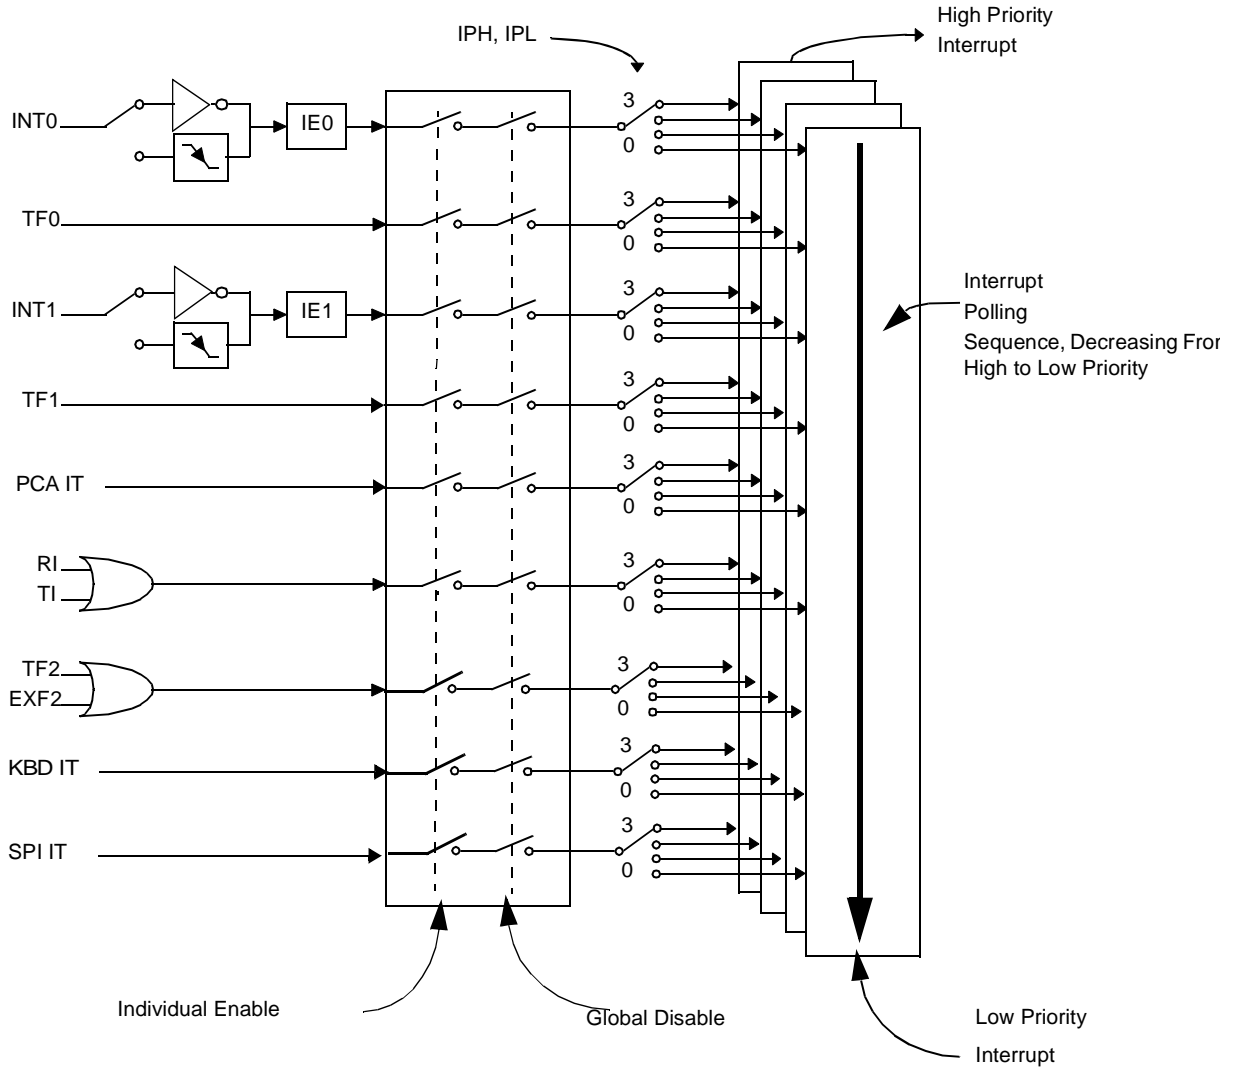 High Priority
Interrupt
IPH, IPL
INT0
IE0
3
0
TF0
3
0
INT1
IE1
3
0
Interrupt
Polling
Sequence, Decreasing Fror
High to Low Priority
TF1
3
0
PCA IT
3
0
RI
TI
3
0
TF2
EXF2
3
0
KBD IT
3
0
SPI IT
3
0
Individual Enable
Global Disable
Low Priority
Interrupt